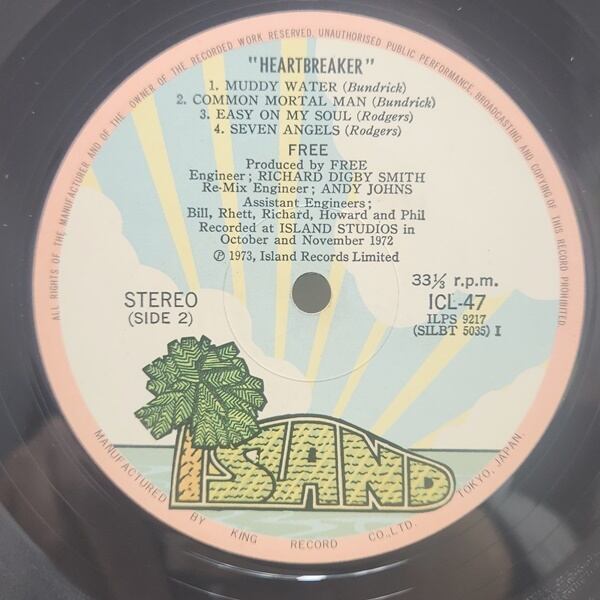 ALL RIGHTS OF THE MANUFACTURER AND OF THE OWNER OF THE RECORDED WORK RESERVED. UNAUTHORISED PUBLIC PERFORMANCE, BROADCASTING AND COPYING OF THIS RECORD PROHIBITED.
"HEARTBREAKER"
1. MUDDY WATER (Bundrick)
2. COMMON MORTAL MAN (Bundrick)
3. EASY ON MY SOUL (Rodgers)
4. SEVEN ANGELS (Rodgers)
FREE
Produced by FREE
Engineer; RICHARD DIGBY SMITH
Re-Mix Engineer; ANDY JOHNS
Assistant Engineers;
Bill, Rhett, Richard, Howard and Phil
Recorded at ISLAND STUDIOS in
October and November 1972
℗ 1973, Island Records Limited
STEREO
(SIDE 2)
33⅓ r.p.m.
ICL-47
ILPS 9217
(SILBT 5035) I
ISLAND
MANUFACTURED BY KING RECORD CO., LTD. TOKYO, JAPAN.